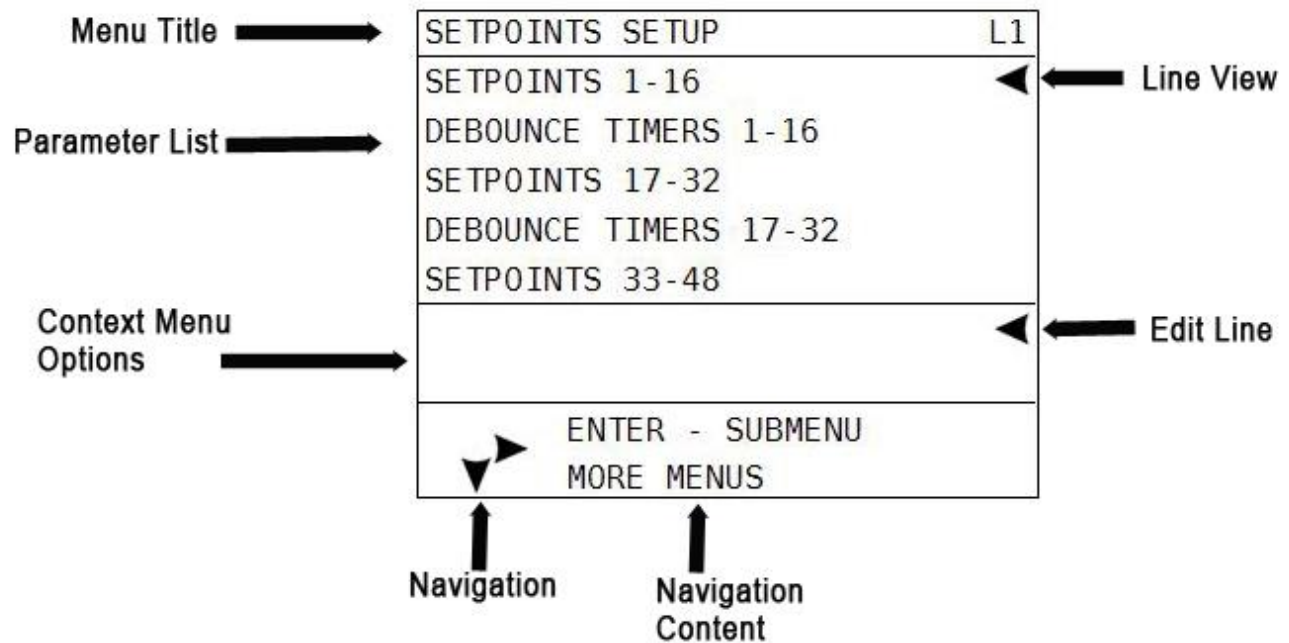 Menu Title
SETPOINTS SETUP L1
SETPOINTS 1-16
Line View
Parameter List
DEBOUNCE TIMERS 1-16
SETPOINTS 17-32
DEBOUNCE TIMERS 17-32
SETPOINTS 33-48
Context Menu
Options
Edit Line
ENTER - SUBMENU
MORE MENUS
Navigation
Navigation
Content